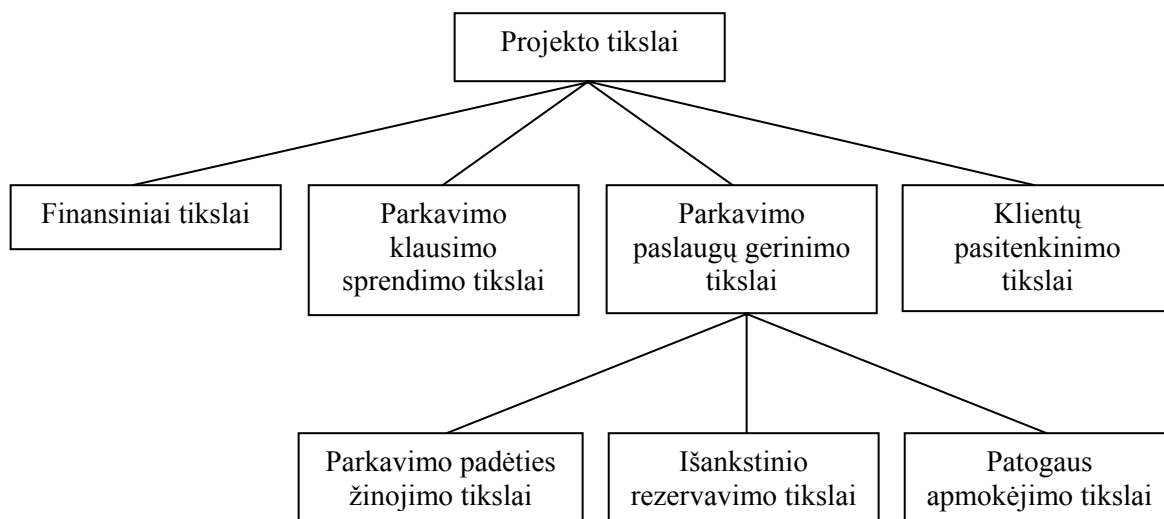 Projekto tikslai
Finansiniai tikslai
Parkavimo
klausimo
sprendimo tikslai
Parkavimo
paslaugų gerinimo
tikslai
Klientų
pasitenkinimo
tikslai
Parkavimo padėties
žinojimo tikslai
Išankstinio
rezervavimo tikslai
Patogaus
apmokėjimo tikslai